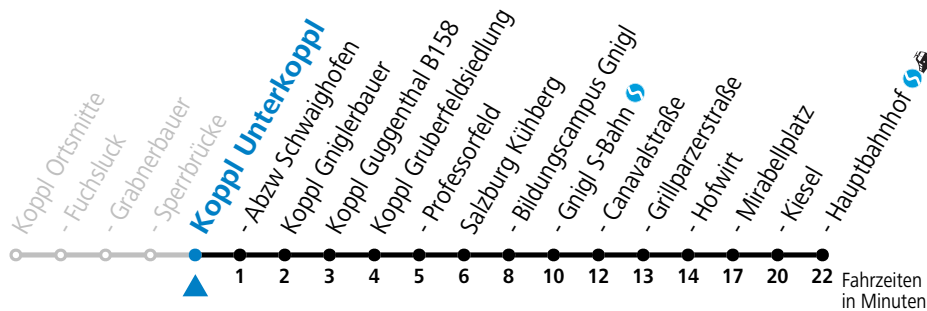 Koppl Ortsmitte
- Fuchsluck
- Grabnerbauer
- Sperrbrücke
Koppl Unterkoppl
- Abzw Schwaighofen
Koppl Gniglerbauer
Koppl Guggenthal B158
Koppl Gruberfeldsiedlung
- Professorfeld
Salzburg Kühberg
- Bildungscampus Gnigl
- Gnigl S-Bahn
- Canavalstraße
- Grillparzerstraße
- Hofwirt
- Mirabellplatz
- Kiesel
- Hauptbahnhof
1 2 3 4 5 6 8 10 12 13 14 17 20 22
Fahrzeiten
in Minuten